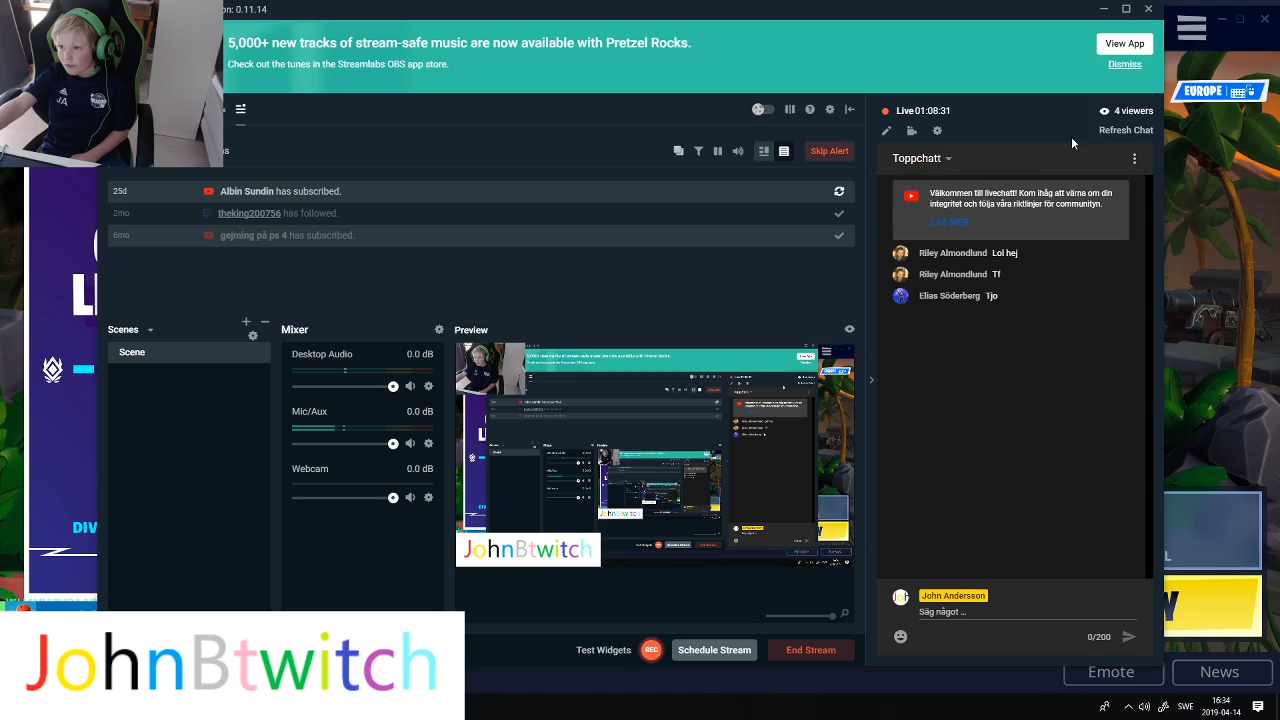 on: 0.11.14
5,000+ new tracks of stream-safe music are now available with Pretzel Rocks.
Check out the tunes in the Streamlabs OBS app store.
View App
Dismiss
EUROPE
JA
Live 01:08:31
4 viewers
Refresh Chat
Skip Alert
Toppchatt
25d
Albin Sundin has subscribed.
2mo
theking200756 has followed.
6mo
gejming på ps 4 has subscribed.
Välkommen till livechatt! Kom ihåg att värna om din
integritet och följa våra riktlinjer för communityn.
LÄS MER
Riley Almondlund Lol hej
Riley Almondlund Tf
Elias Söderberg Tjo
Scenes
Mixer
Preview
Scene
Desktop Audio
0.0 dB
Mic/Aux
0.0 dB
Webcam
0.0 dB
DIV
JohnBtwitch
John Andersson
Säg något ...
0/200
Test Widgets
REC
Schedule Stream
End Stream
JohnBtwitch
Emote
News
SWE
16:34
2019-04-14